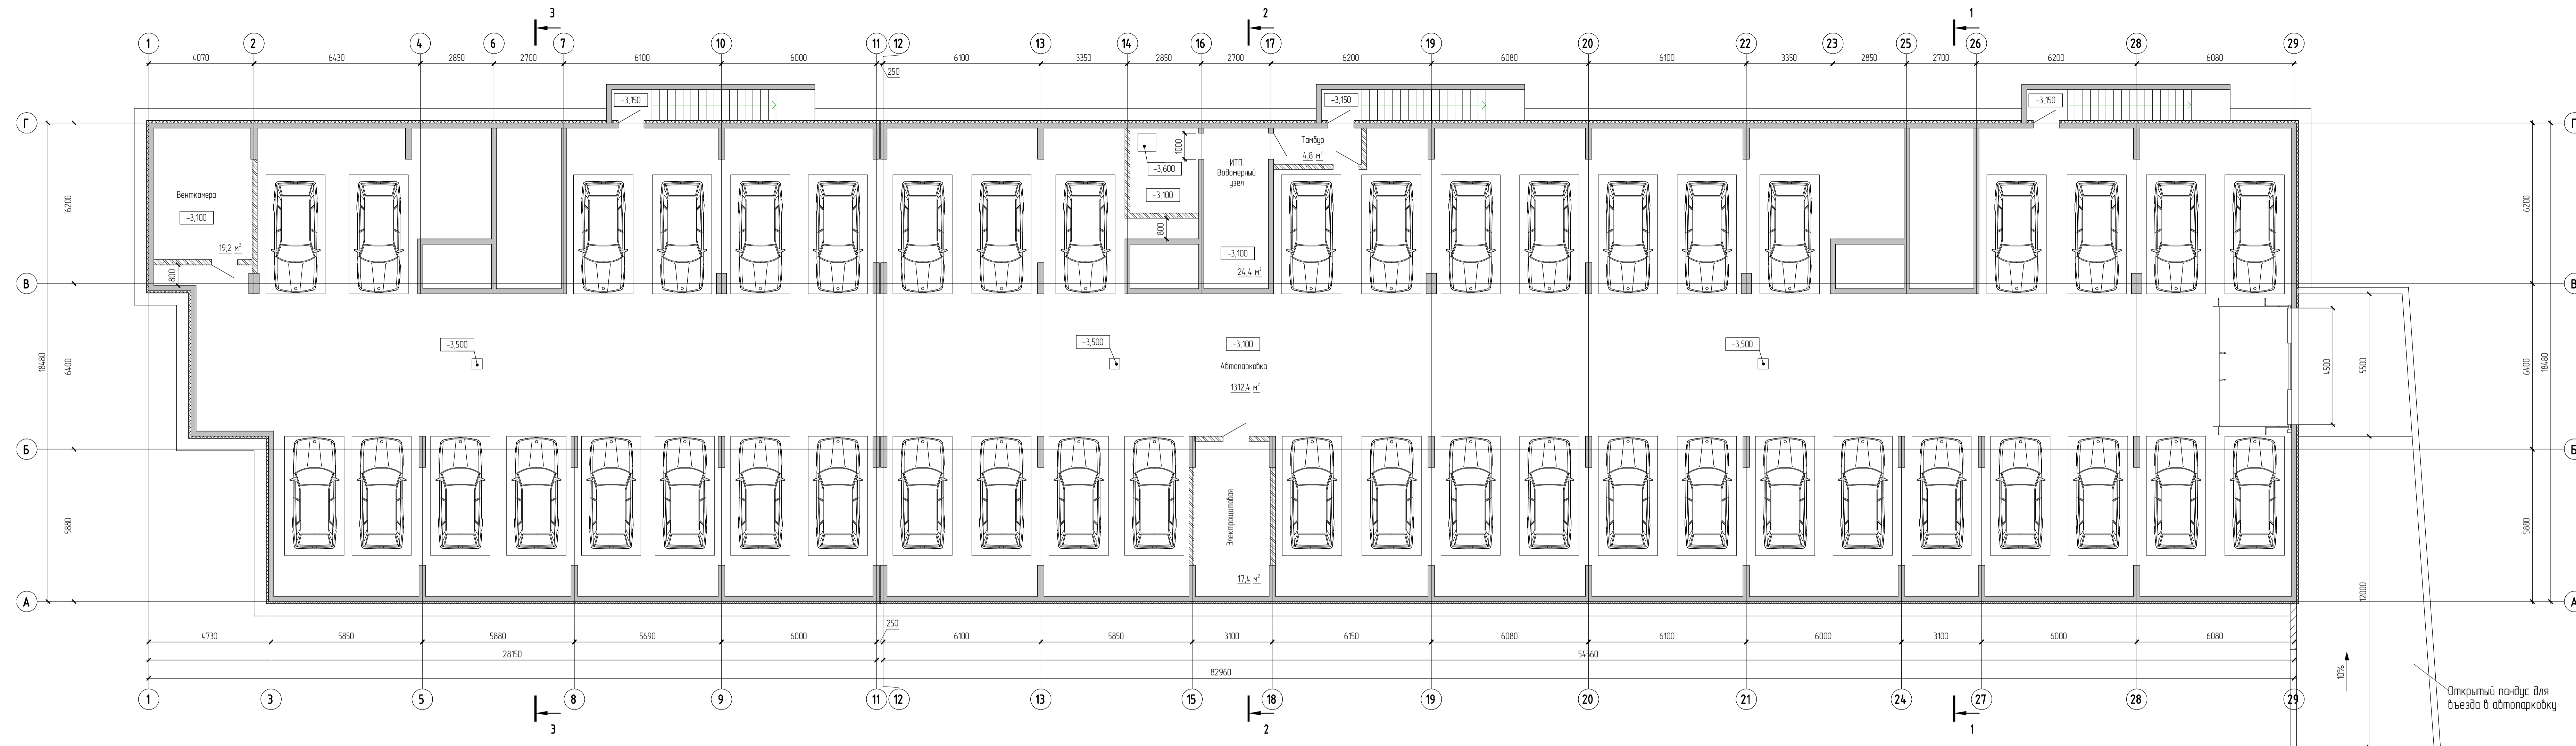 3 2 1
1 2 4 6 7 10 11 12 13 14 16 17 19 20 22 23 25 26 28 29
4070 6430 2850 2700 6100 6000 6100 3350 2850 2700 6200 6080 6100 3350 2850 2700 6200 6080
250
-3,150 -3,150 -3,150
Г Г
Тамбур
4,8 м²
1000
-3,600
ИТП.
Водомерный
узел
-3,100
Венткамера
-3,100
6200 6200
800
19,2 м²
-3,100
24,4 м²
800
В В
-3,500 -3,500 -3,100 -3,500
Автопарковка
1312,4 м²
18480 6400 4500 5500 6400 18480
Б Б
Электрощитовая
5880 5880
17,4 м²
12000
А А
250
4730 5850 5880 5690 6000 6100 5850 3100 6150 6080 6100 6000 3100 6000 6080
28150 54560
82960
10%
1 3 5 8 9 11 12 13 15 18 19 20 21 24 27 28 29
Открытый пандус для
въезда в автопарковку
3 2 1